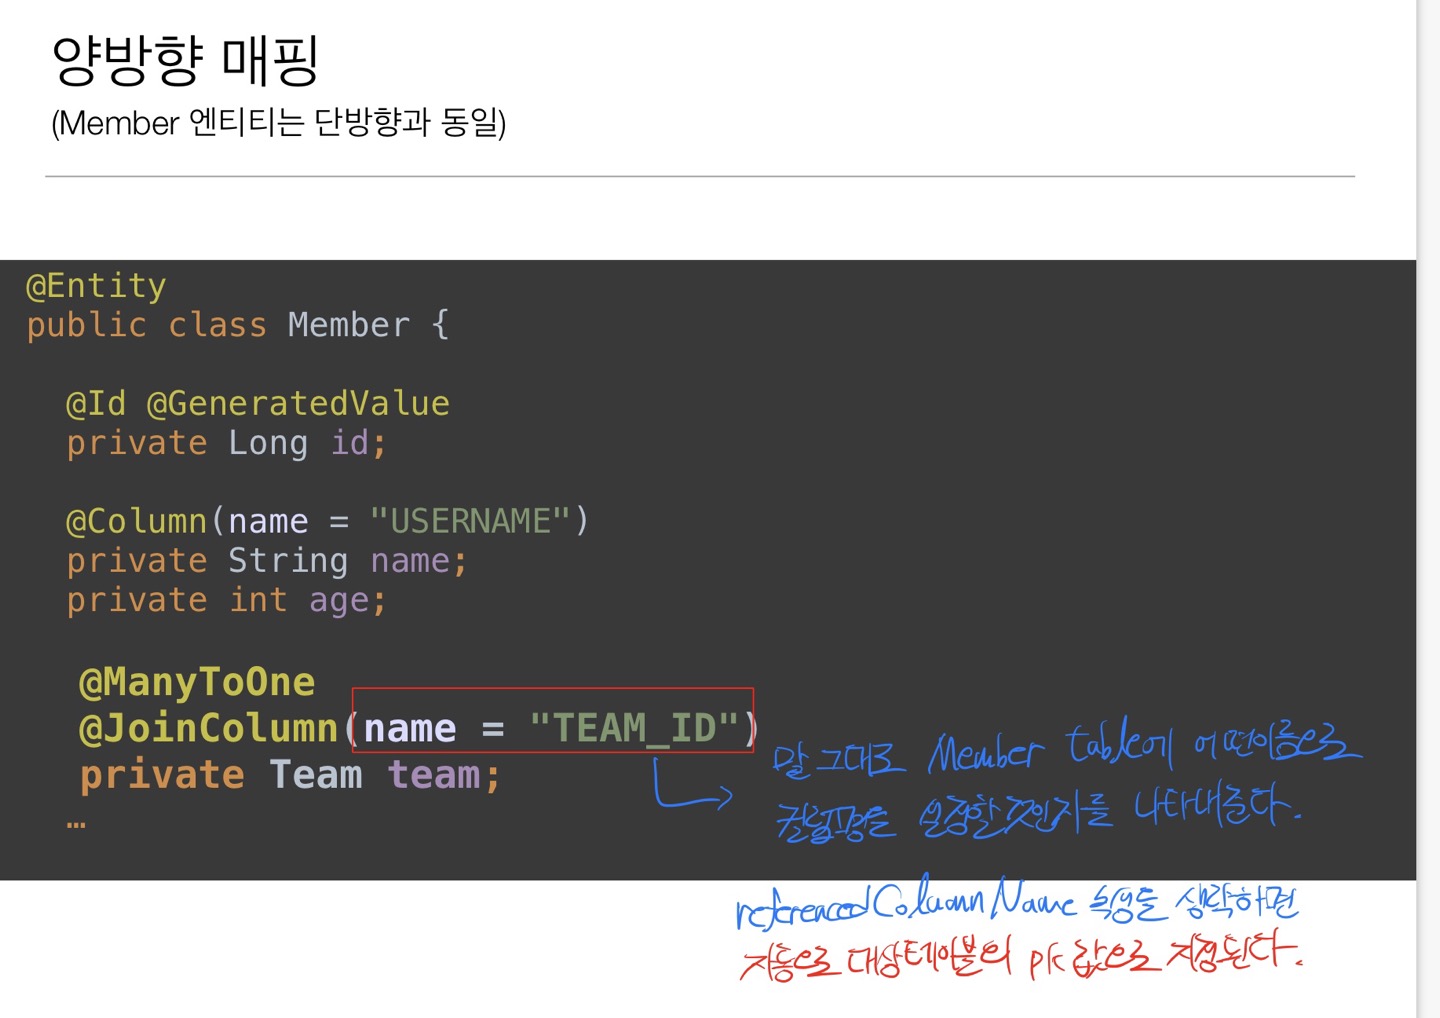 양방향 매핑
(Member 엔티티는 단방향과 동일)
@Entity
public class Member {
@Id @GeneratedValue
private Long id;
@Column(name = "USERNAME")
private String name;
private int age;
@ManyToOne
@JoinColumn(name = "TEAM_ID")
private Team team;
…
말 그대로 Member table에 어떤이름으로
컬럼명을 설정할것인지를 나타내준다.
referencedColumnName 속성을 생략하면
자동으로 대상테이블의 pk 값으로 지정된다.